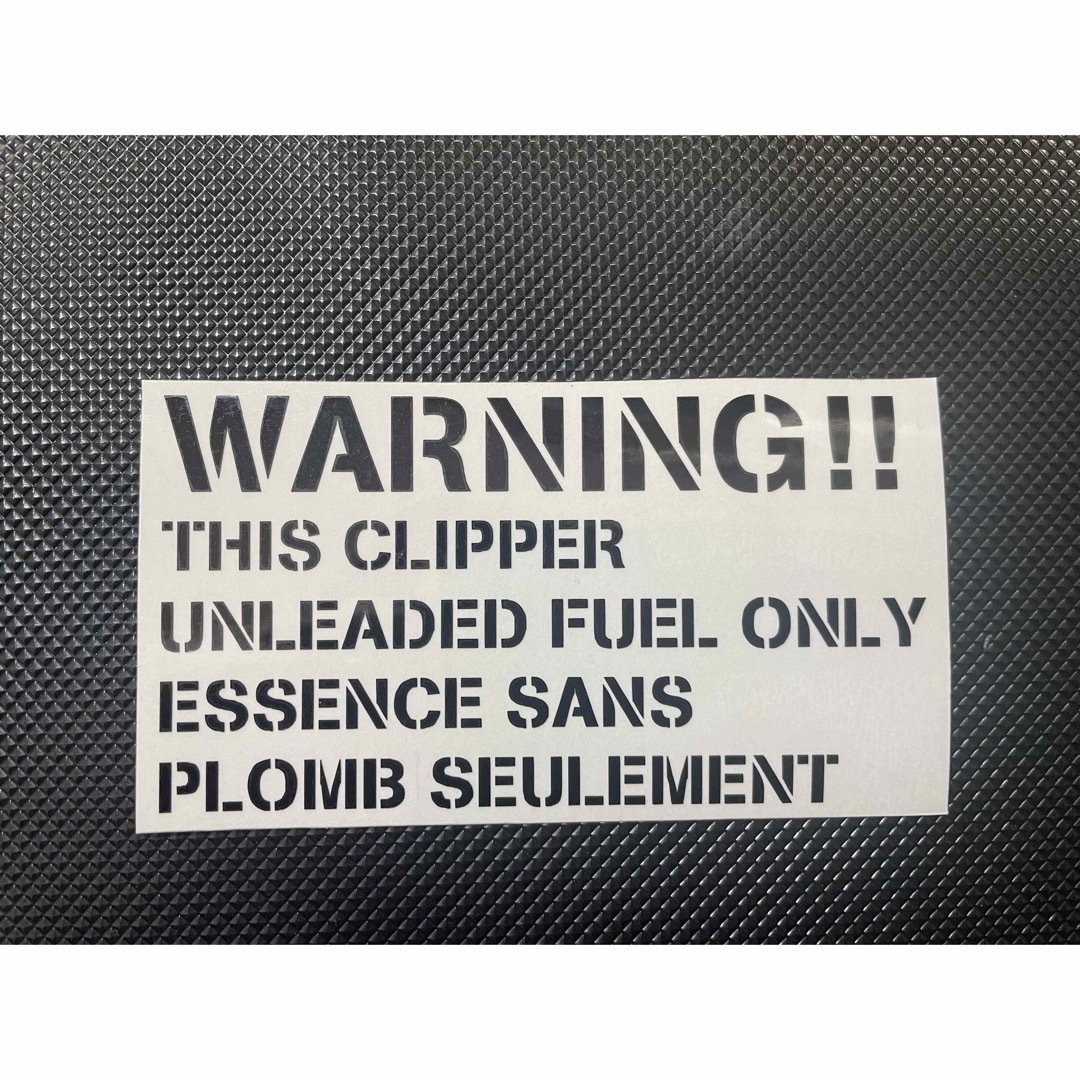 WARNING!!
THIS CLIPPER
UNLEADED FUEL ONLY
ESSENCE SANS
PLOMB SEULEMENT